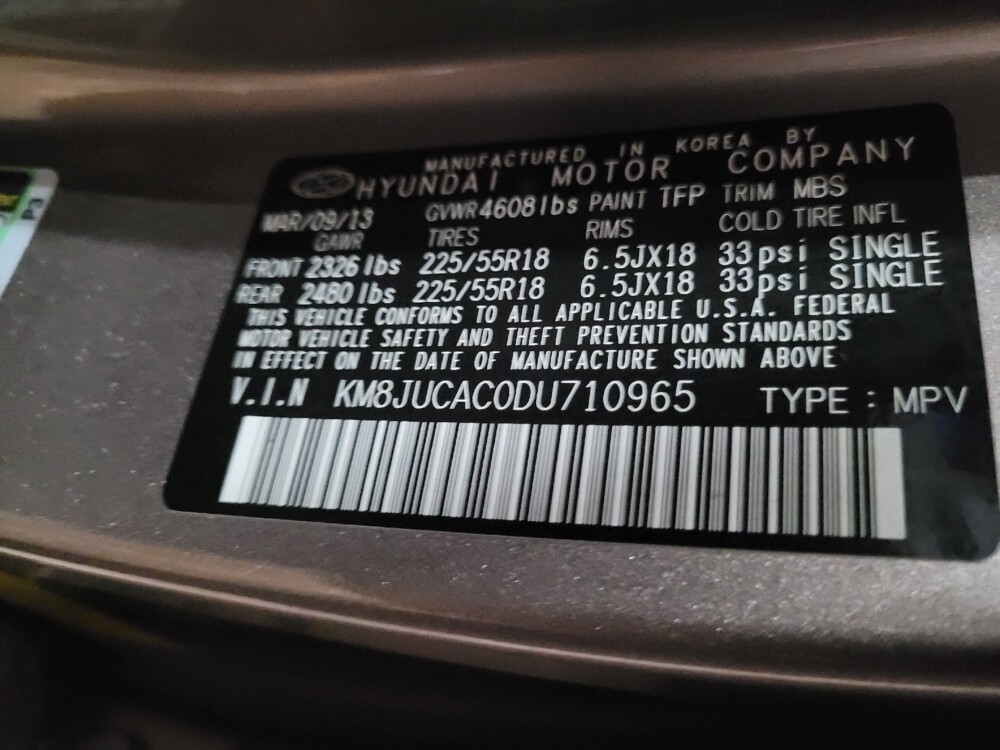 MANUFACTURED IN KOREA BY
HYUNDAI MOTOR COMPANY
MAR/09/13 GVWR 4608lbs PAINT TFP TRIM MBS
GAWR TIRES RIMS COLD TIRE INFL
FRONT 2326 lbs 225/55R18 6.5JX18 33psi SINGLE
REAR 2480 lbs 225/55R18 6.5JX18 33psi SINGLE
THIS VEHICLE CONFORMS TO ALL APPLICABLE U.S.A. FEDERAL
MOTOR VEHICLE SAFETY AND THEFT PREVENTION STANDARDS
IN EFFECT ON THE DATE OF MANUFACTURE SHOWN ABOVE
V.I.N KM8JUCAC0DU710965 TYPE : MPV
P3